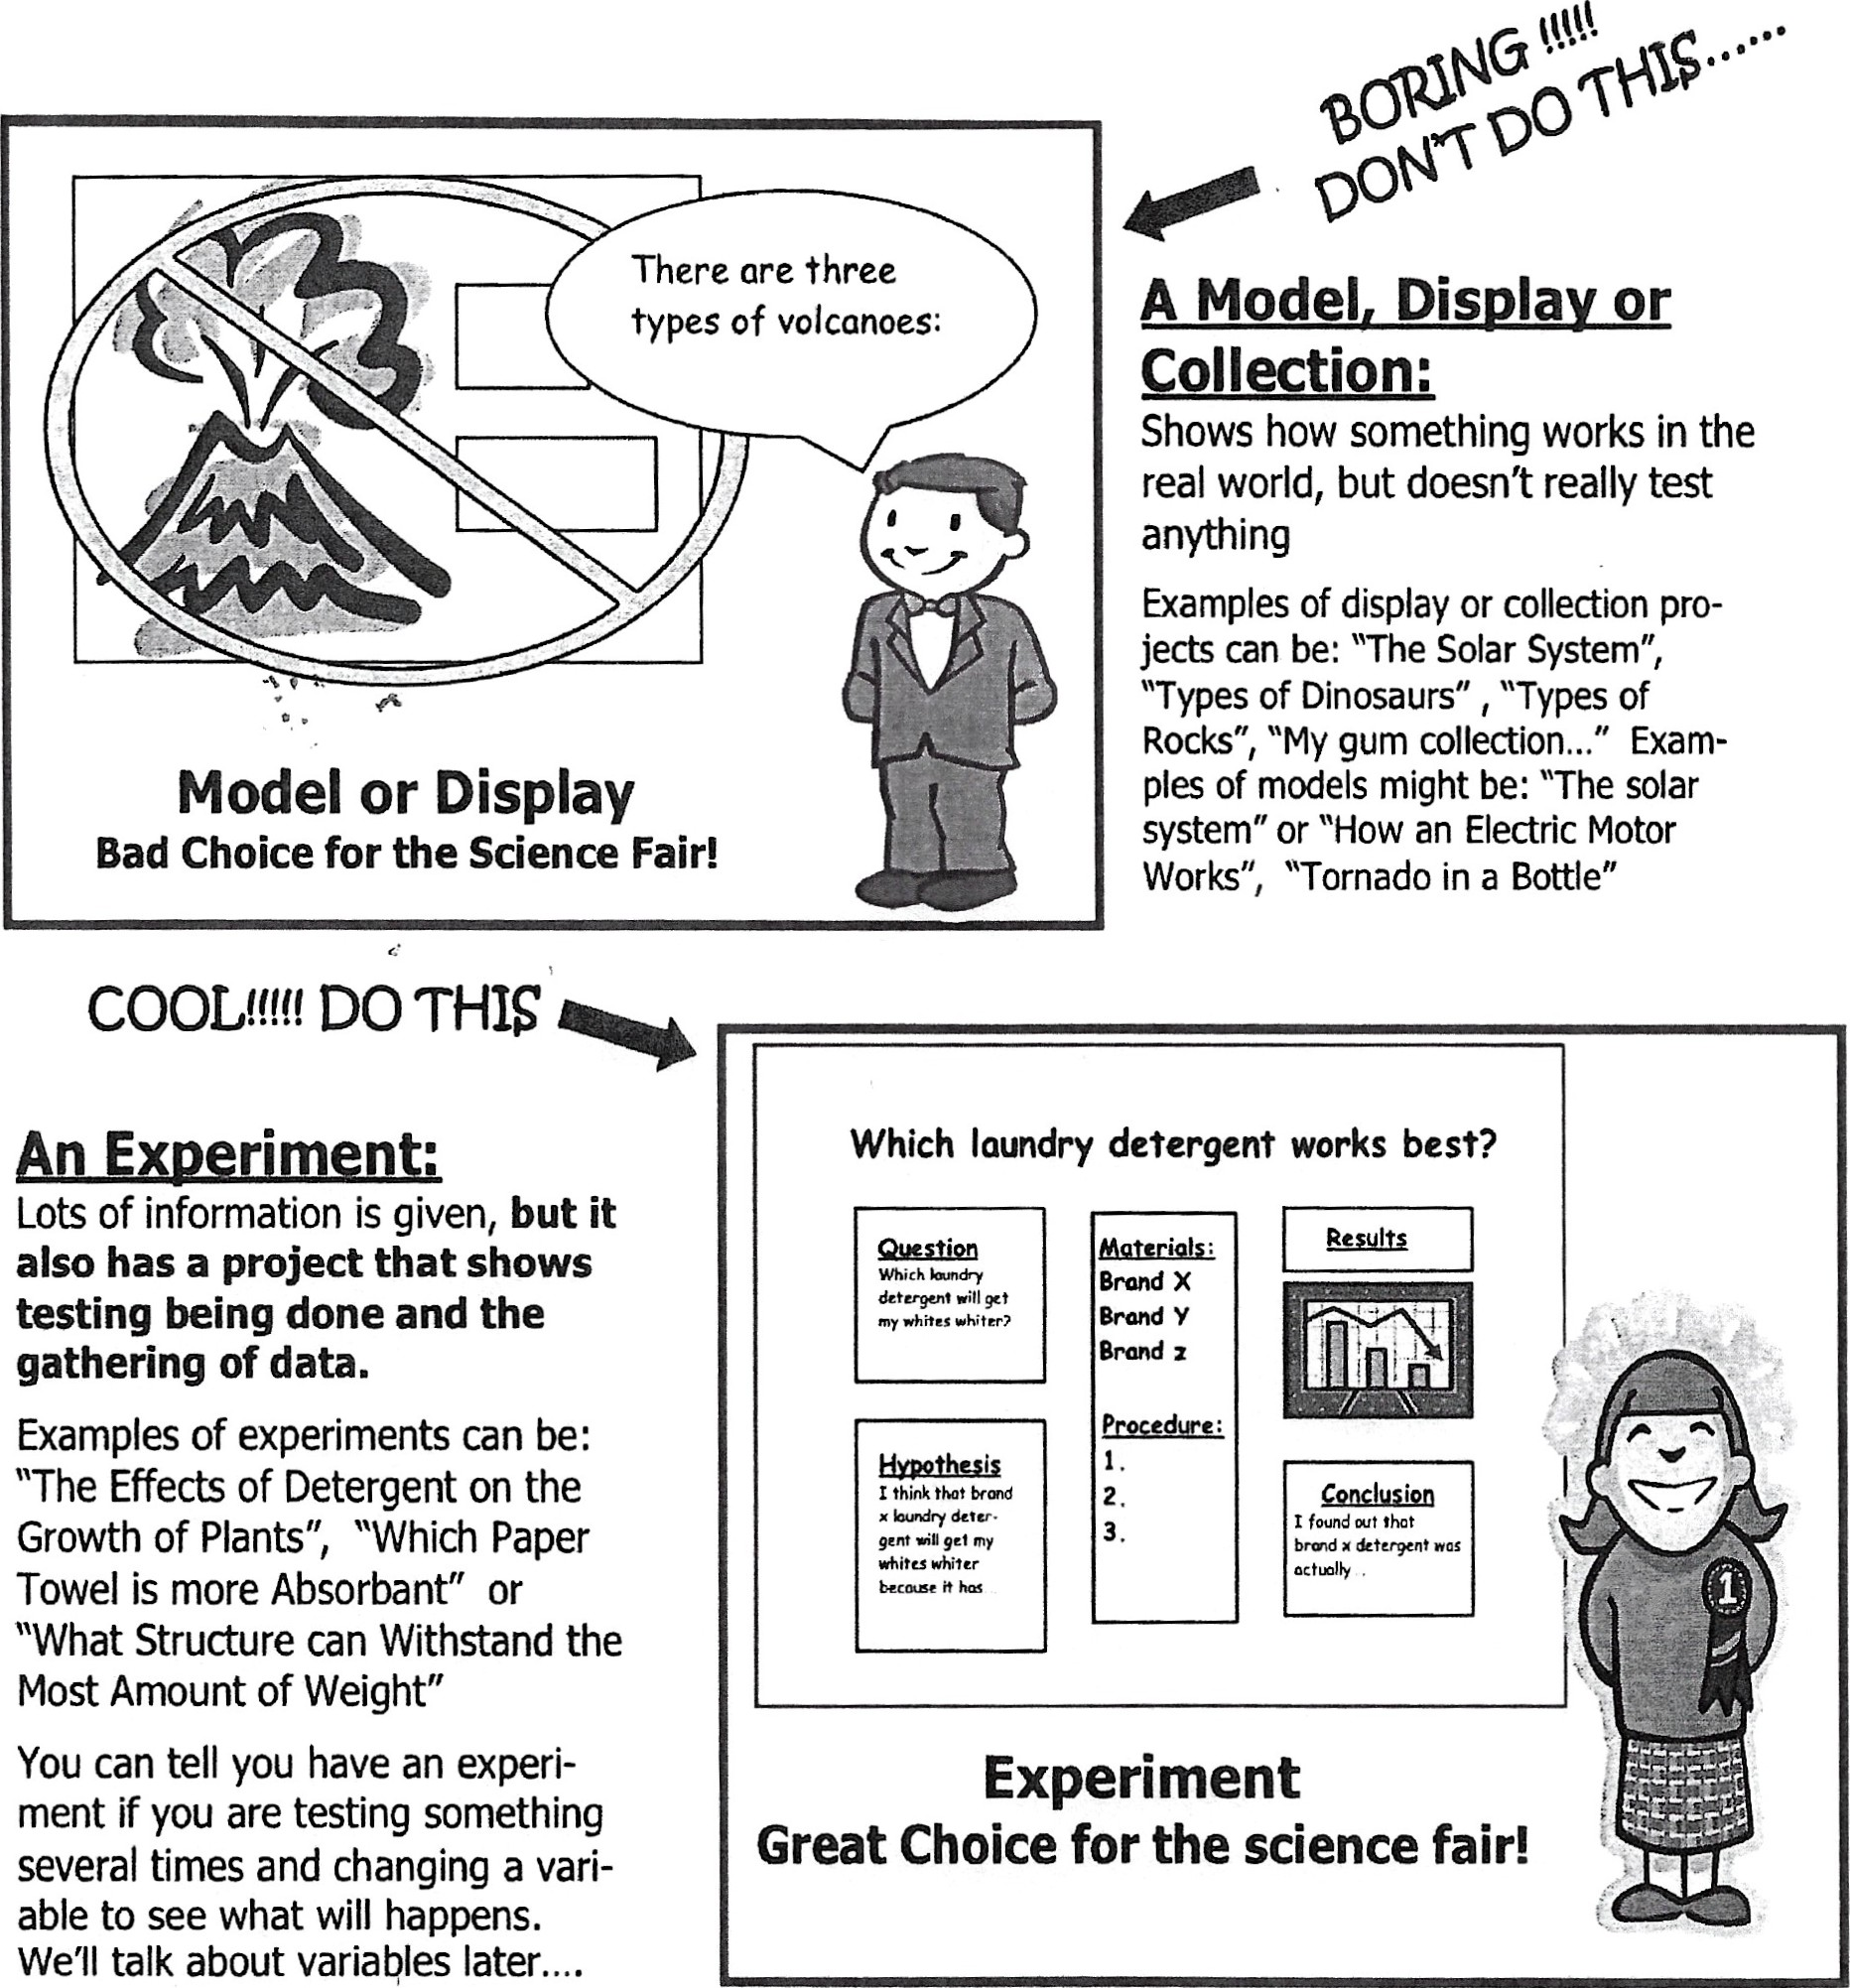 BORING !!!!!
DON'T DO THIS......
There are three
types of volcanoes:
Model or Display
Bad Choice for the Science Fair!
A Model, Display or
Collection:
Shows how something works in the
real world, but doesn't really test
anything
Examples of display or collection pro-
jects can be: "The Solar System",
"Types of Dinosaurs" , "Types of
Rocks", "My gum collection..." Exam-
ples of models might be: "The solar
system" or "How an Electric Motor
Works", "Tornado in a Bottle"
COOL!!!!! DO THIS
An Experiment:
Lots of information is given, but it
also has a project that shows
testing being done and the
gathering of data.
Examples of experiments can be:
"The Effects of Detergent on the
Growth of Plants", "Which Paper
Towel is more Absorbant" or
"What Structure can Withstand the
Most Amount of Weight"
You can tell you have an experi-
ment if you are testing something
several times and changing a vari-
able to see what will happens.
We'll talk about variables later....
Which laundry detergent works best?
Question
Which laundry
detergent will get
my whites whiter?
Hypothesis
I think that brand
x laundry deter-
gent will get my
whites whiter
because it has...
Materials:
Brand X
Brand Y
Brand z
Procedure:
1.
2.
3.
Results
Conclusion
I found out that
brand x detergent was
actually...
1
Experiment
Great Choice for the science fair!